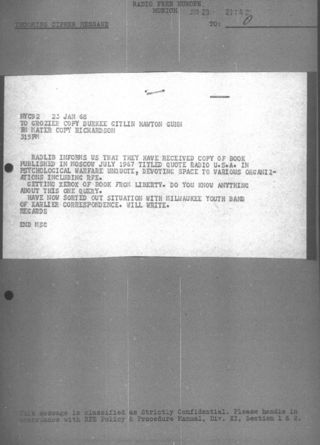 RADIO FREE EUROPE
MUNICH
INCOMING CIPHER MESSAGE
TO:
NYC92 23 JAN 68
TO GROZIER COPY BURKEE CITLIN NAWTON GUNN
FM MATER COPY RICHARDSON
315PM
RADLIB INFORMS US THAT THEY HAVE RECEIVED COPY OF BOOK
PUBLISHED IN MOSCOW JULY 1967 TITLED QUOTE RADIO U.S.A. IN
PSYCHOLOGICAL WARFARE UNQUOTE, DEVOTING SPACE TO VARIOUS ORGANIZ-
ATIONS INCLUDING RFE.
GETTING XEROX OF BOOK FROM LIBERTY. DO YOU KNOW ANYTHING
ABOUT THIS ONE QUERY.
HAVE NOW SORTED OUT SITUATION WITH MILWAUKEE YOUTH BAND
OF EARLIER CORRESPONDENCE. WILL WRITE.
REGARDS
END MSG
This message is classified as Strictly Confidential. Please handle in
accordance with RFE Policy & Procedure Manual, Div. XI, Section 1 & 2.